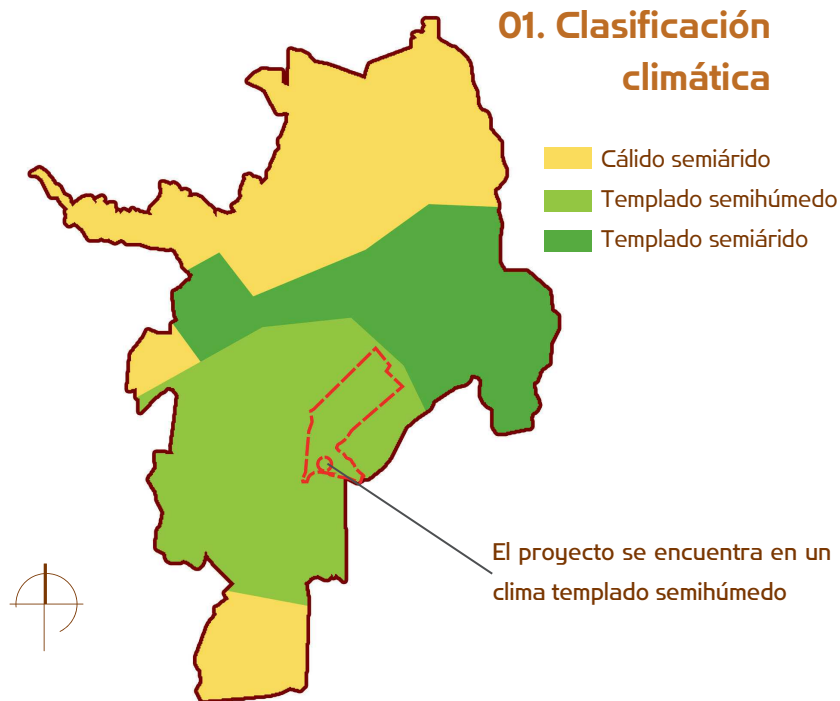 01. Clasificación
climática
Cálido semiárido
Templado semihúmedo
Templado semiárido
El proyecto se encuentra en un
clima templado semihúmedo